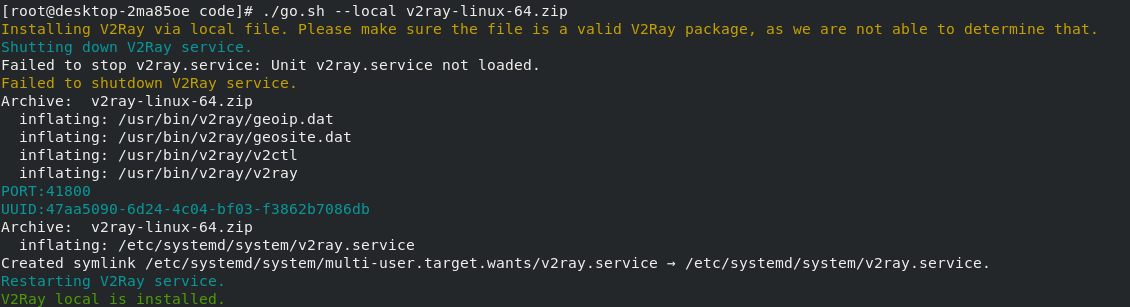 [root@desktop-2ma85oe code]# ./go.sh --local v2ray-linux-64.zip
Installing V2Ray via local file. Please make sure the file is a valid V2Ray package, as we are not able to determine that.
Shutting down V2Ray service.
Failed to stop v2ray.service: Unit v2ray.service not loaded.
Failed to shutdown V2Ray service.
Archive:  v2ray-linux-64.zip
  inflating: /usr/bin/v2ray/geoip.dat
  inflating: /usr/bin/v2ray/geosite.dat
  inflating: /usr/bin/v2ray/v2ctl
  inflating: /usr/bin/v2ray/v2ray
PORT:41800
UUID:47aa5090-6d24-4c04-bf03-f3862b7086db
Archive:  v2ray-linux-64.zip
  inflating: /etc/systemd/system/v2ray.service
Created symlink /etc/systemd/system/multi-user.target.wants/v2ray.service → /etc/systemd/system/v2ray.service.
Restarting V2Ray service.
V2Ray local is installed.